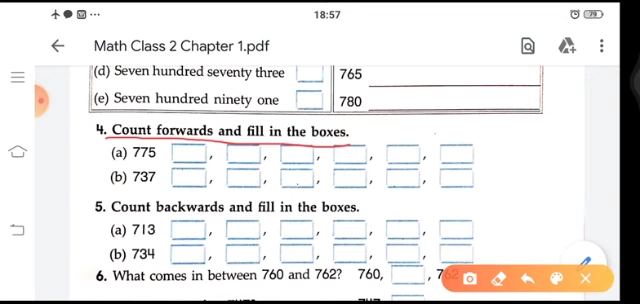 18:57
79
Math Class 2 Chapter 1.pdf
(d) Seven hundred seventy three
765
(e) Seven hundred ninety one
780
4. Count forwards and fill in the boxes.
(a) 775 , , , , ,
(b) 737 , , , , ,
5. Count backwards and fill in the boxes.
(a) 713 , , , , ,
(b) 734 , , , , ,
6. What comes in between 760 and 762? 760, , 762